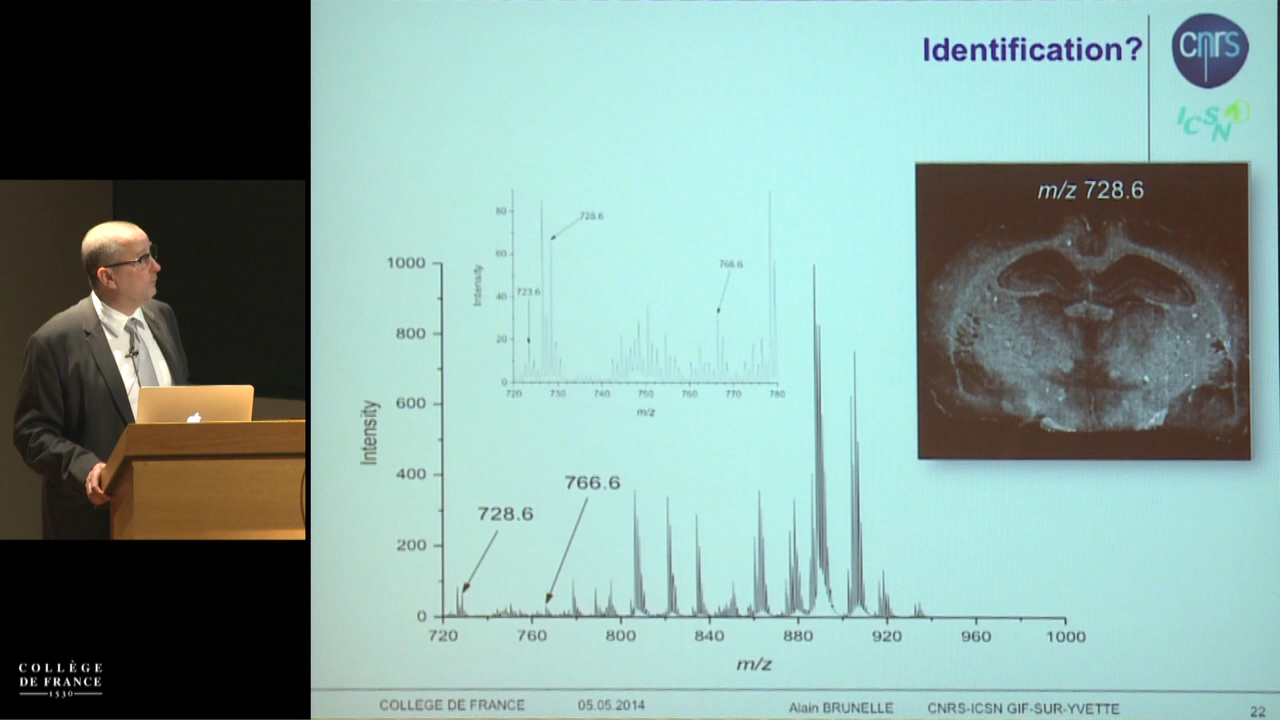 Identification?
cnrs
ICSN
m/z 728.6
80
60
40
20
0
Intensity
728.6
766.6
723.6
720 730 740 750 760 770 780
m/z
1000
800
600
400
200
0
Intensity
728.6
766.6
720 760 800 840 880 920 960 1000
m/z
COLLÈGE
DE FRANCE
1530
COLLEGE DE FRANCE 05.05.2014 Alain BRUNELLE CNRS-ICSN GIF-SUR-YVETTE 22